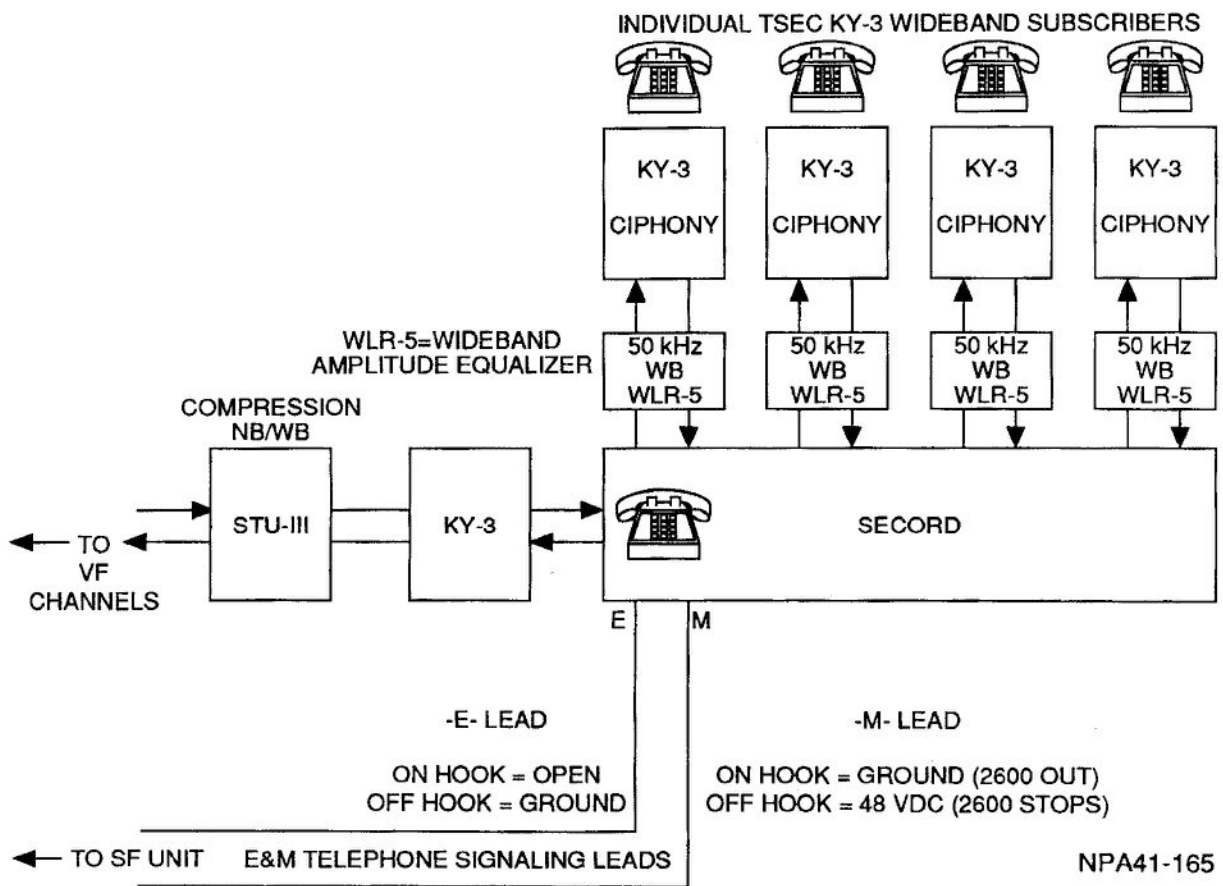 INDIVIDUAL TSEC KY-3 WIDEBAND SUBSCRIBERS
KY-3
CIPHONY
KY-3
CIPHONY
KY-3
CIPHONY
KY-3
CIPHONY
WLR-5=WIDEBAND
AMPLITUDE EQUALIZER
50 kHz
WB
WLR-5
50 kHz
WB
WLR-5
50 kHz
WB
WLR-5
50 kHz
WB
WLR-5
COMPRESSION
NB/WB
STU-III
KY-3
SECORD
TO
VF
CHANNELS
E
M
-E- LEAD
ON HOOK = OPEN
OFF HOOK = GROUND
-M- LEAD
ON HOOK = GROUND (2600 OUT)
OFF HOOK = 48 VDC (2600 STOPS)
TO SF UNIT
E&M TELEPHONE SIGNALING LEADS
NPA41-165